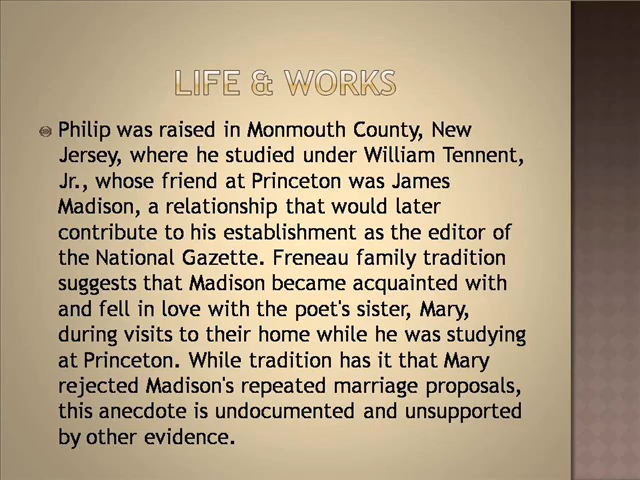 LIFE & WORKS
Philip was raised in Monmouth County, New
Jersey, where he studied under William Tennent,
Jr., whose friend at Princeton was James
Madison, a relationship that would later
contribute to his establishment as the editor of
the National Gazette. Freneau family tradition
suggests that Madison became acquainted with
and fell in love with the poet's sister, Mary,
during visits to their home while he was studying
at Princeton. While tradition has it that Mary
rejected Madison's repeated marriage proposals,
this anecdote is undocumented and unsupported
by other evidence.